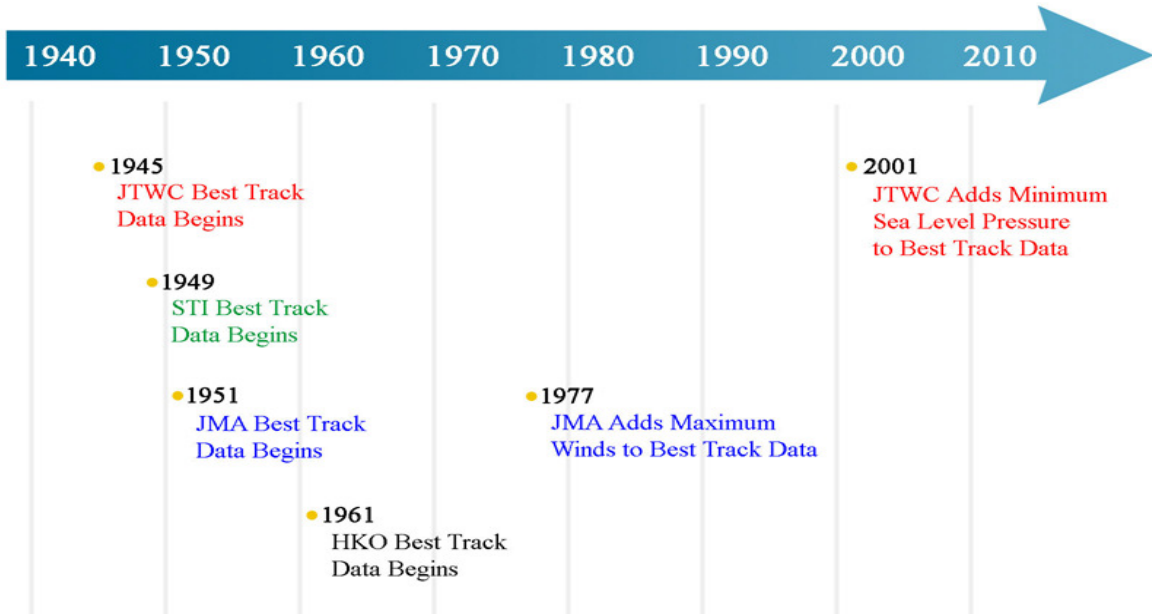 1940 1950 1960 1970 1980 1990 2000 2010
1945
JTWC Best Track
Data Begins
2001
JTWC Adds Minimum
Sea Level Pressure
to Best Track Data
1949
STI Best Track
Data Begins
1951
JMA Best Track
Data Begins
1977
JMA Adds Maximum
Winds to Best Track Data
1961
HKO Best Track
Data Begins